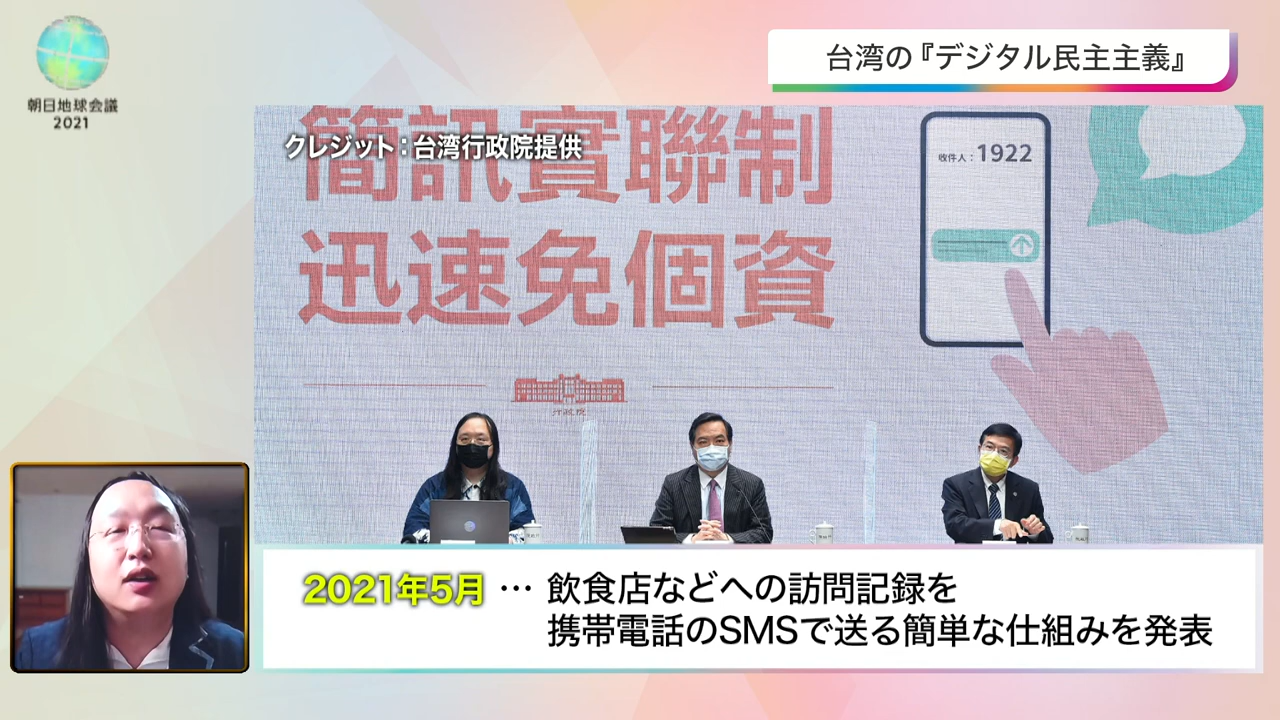 朝日地球会議
2021
台湾の『デジタル民主主義』
クレジット：台湾行政院提供
簡訊實聯制
迅速免個資
收件人：1922
行政院
2021年5月 … 飲食店などへの訪問記録を
携帯電話のSMSで送る簡単な仕組みを発表